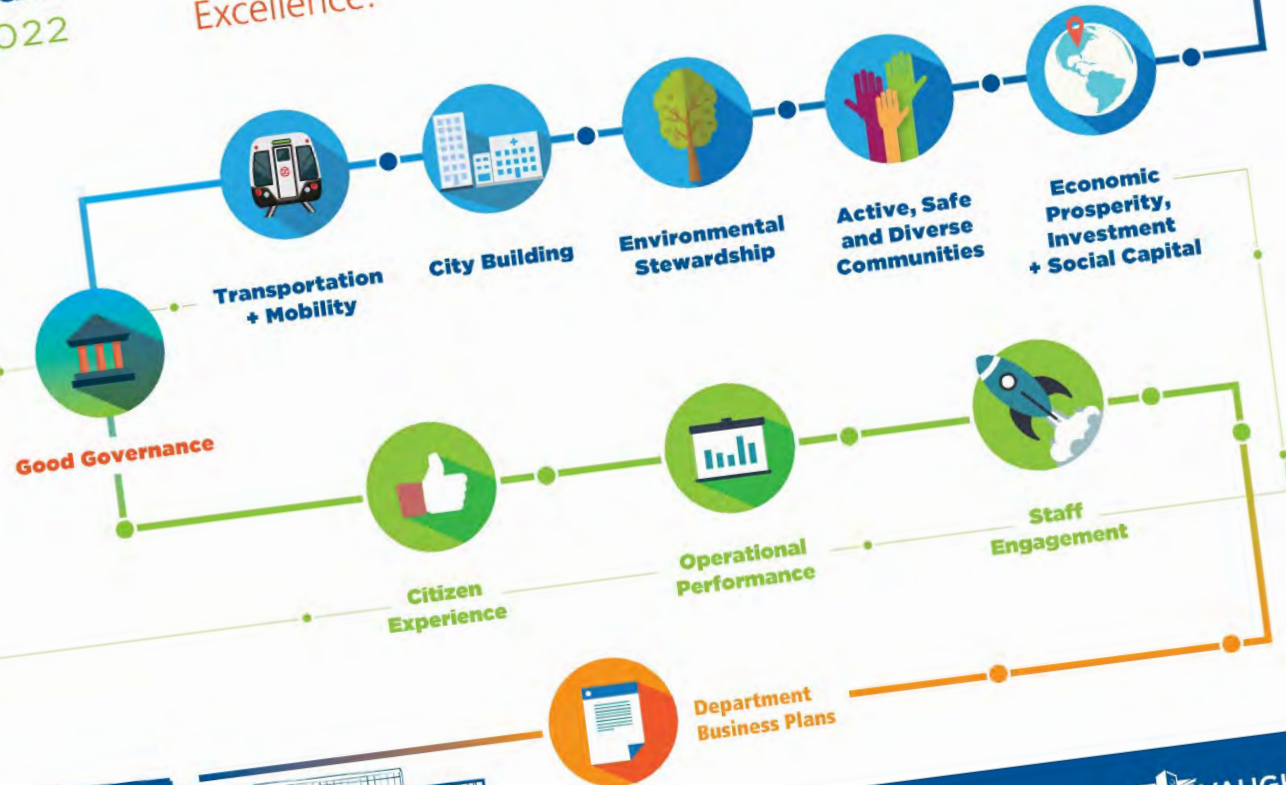 022
Excellence.
Transportation
+ Mobility
City Building
Environmental
Stewardship
Active, Safe
and Diverse
Communities
Economic
Prosperity,
Investment
+ Social Capital
Good Governance
Citizen
Experience
Operational
Performance
Staff
Engagement
Department
Business Plans